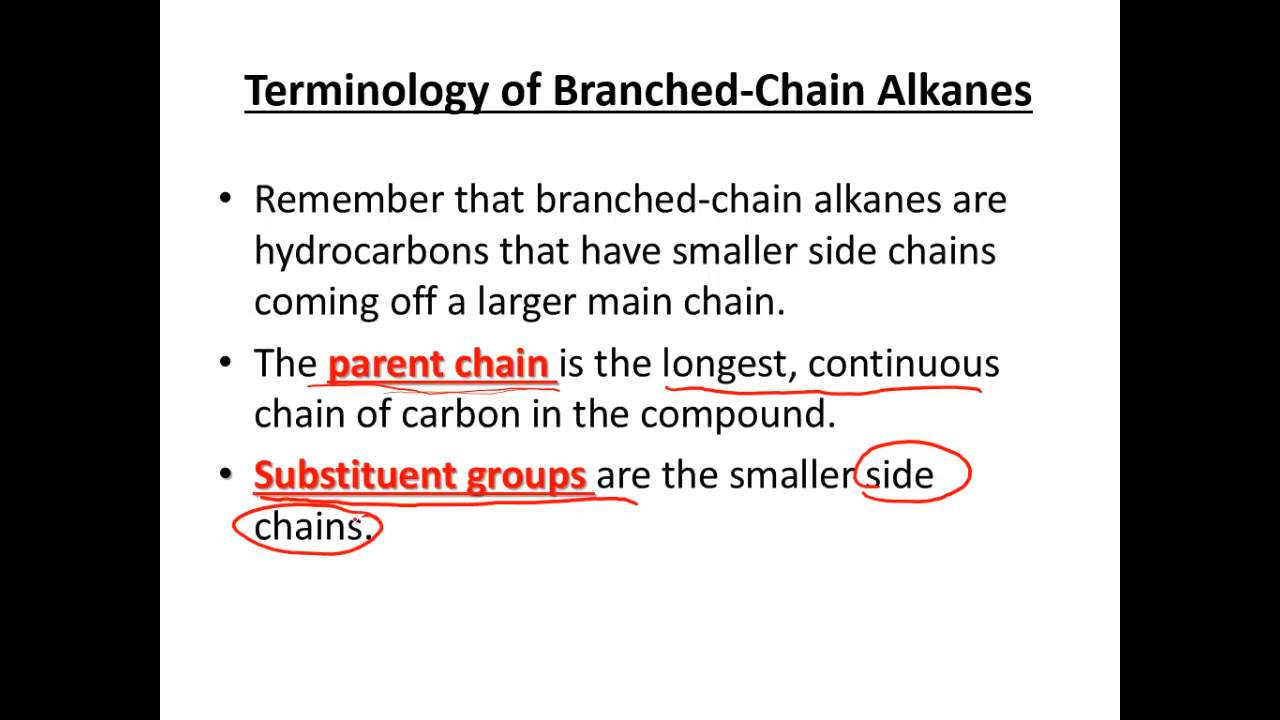 Terminology of Branched-Chain Alkanes
• Remember that branched-chain alkanes are
hydrocarbons that have smaller side chains
coming off a larger main chain.
• The parent chain is the longest, continuous
chain of carbon in the compound.
• Substituent groups are the smaller side
chains.